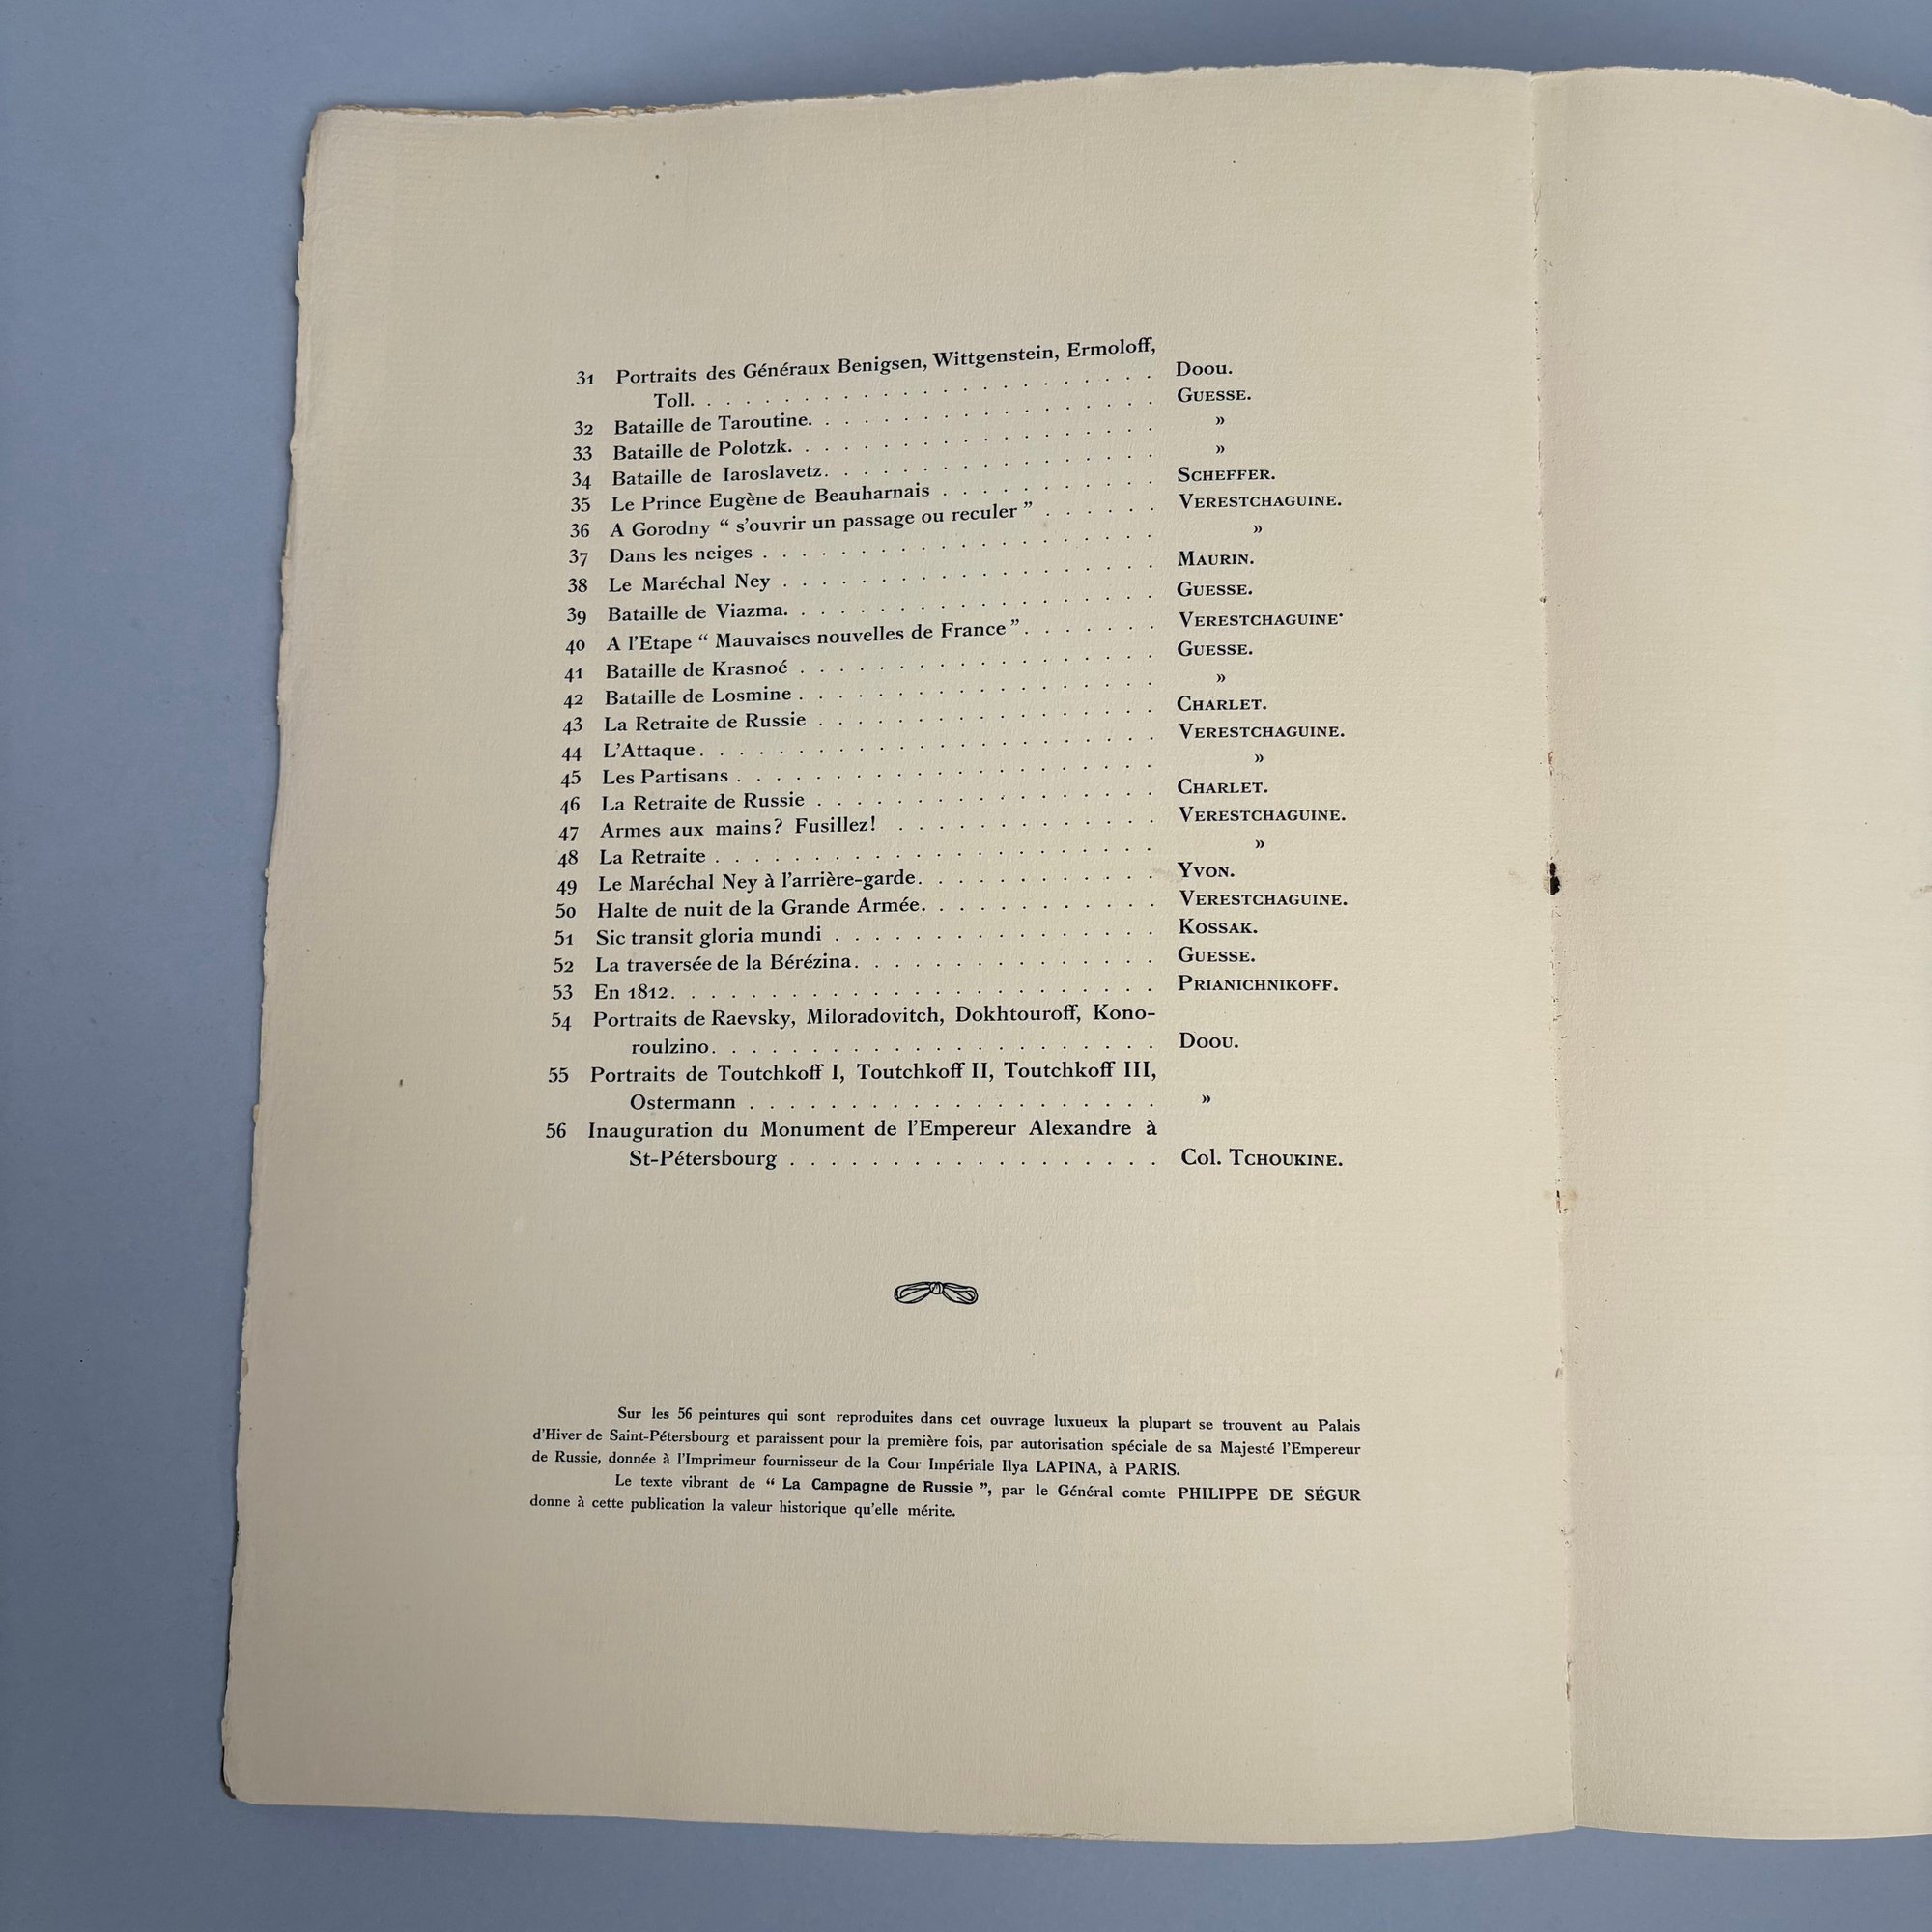 31 Portraits des Généraux Benigsen, Wittgenstein, Ermoloff,
Toll. . . . . . . . . . . . . . . . . . . . . . . Doou.
32 Bataille de Taroutine. . . . . . . . . . . . . . . . . . Guesse.
33 Bataille de Polotzk. . . . . . . . . . . . . . . . . . . »
34 Bataille de Iaroslavetz. . . . . . . . . . . . . . . . . »
35 Le Prince Eugène de Beauharnais . . . . . . . . . . . Scheffer.
36 A Gorodny “ s'ouvrir un passage ou reculer ” . . . . . . Verestchaguine.
37 Dans les neiges . . . . . . . . . . . . . . . . . . . . »
38 Le Maréchal Ney . . . . . . . . . . . . . . . . . . . Maurin.
39 Bataille de Viazma. . . . . . . . . . . . . . . . . . . Guesse.
40 A l'Etape “ Mauvaises nouvelles de France ”. . . . . . . Verestchaguine·
41 Bataille de Krasnoé . . . . . . . . . . . . . . . . . . Guesse.
42 Bataille de Losmine . . . . . . . . . . . . . . . . . . »
43 La Retraite de Russie . . . . . . . . . . . . . . . . . Charlet.
44 L'Attaque. . . . . . . . . . . . . . . . . . . . . . . Verestchaguine.
45 Les Partisans . . . . . . . . . . . . . . . . . . . . . »
46 La Retraite de Russie . . . . . . . . . . . . . . . . . Charlet.
47 Armes aux mains? Fusillez! . . . . . . . . . . . . . Verestchaguine.
48 La Retraite . . . . . . . . . . . . . . . . . . . . . . »
49 Le Maréchal Ney à l'arrière-garde. . . . . . . . . . . . Yvon.
50 Halte de nuit de la Grande Armée. . . . . . . . . . . . Verestchaguine.
51 Sic transit gloria mundi . . . . . . . . . . . . . . . . Kossak.
52 La traversée de la Bérézina. . . . . . . . . . . . . . . Guesse.
53 En 1812. . . . . . . . . . . . . . . . . . . . . . . . Prianichnikoff.
54 Portraits de Raevsky, Miloradovitch, Dokhtouroff, Kono-
roulzino. . . . . . . . . . . . . . . . . . . . . . Doou.
55 Portraits de Toutchkoff I, Toutchkoff II, Toutchkoff III,
Ostermann . . . . . . . . . . . . . . . . . . . . »
56 Inauguration du Monument de l'Empereur Alexandre à
St-Pétersbourg . . . . . . . . . . . . . . . . . . Col. Tchoukine.
Sur les 56 peintures qui sont reproduites dans cet ouvrage luxueux la plupart se trouvent au Palais
d'Hiver de Saint-Pétersbourg et paraissent pour la première fois, par autorisation spéciale de sa Majesté l'Empereur
de Russie, donnée à l'Imprimeur fournisseur de la Cour Impériale Ilya LAPINA, à PARIS.
Le texte vibrant de “ La Campagne de Russie ”, par le Général comte PHILIPPE DE SÉGUR
donne à cette publication la valeur historique qu'elle mérite.